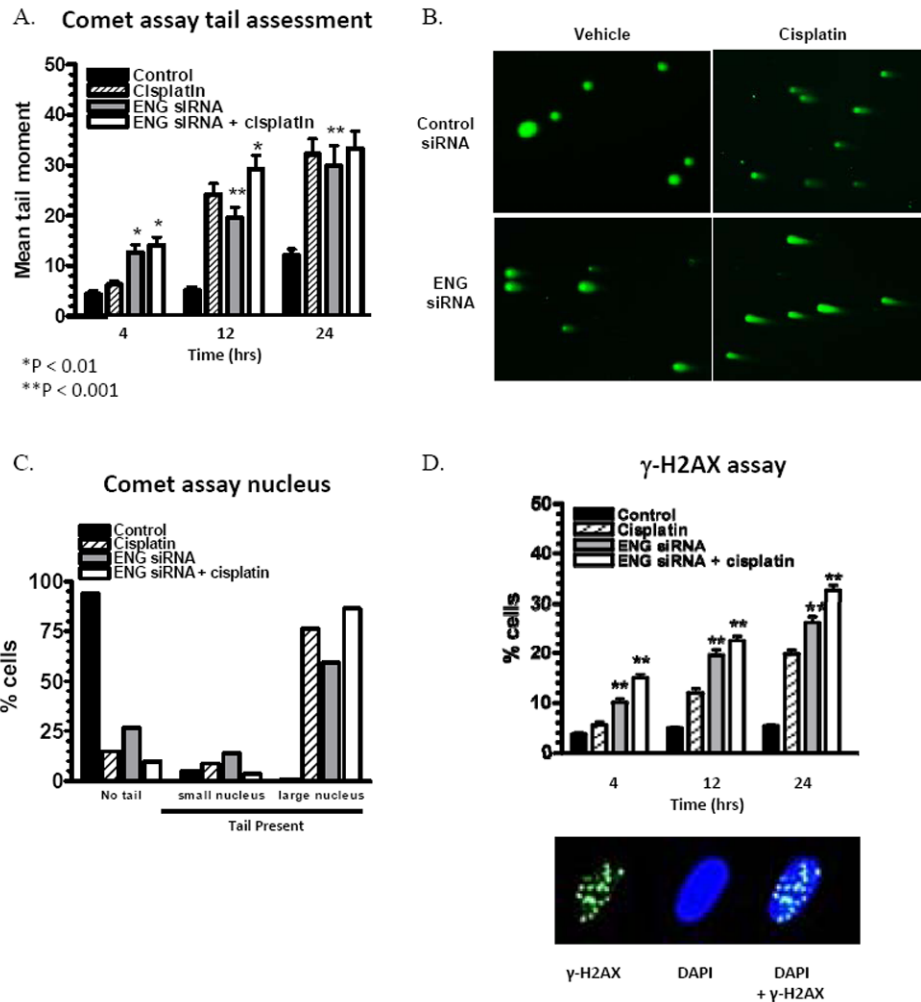 A. Comet assay tail assessment
Mean tail moment
50
40
30
20
10
0
Control
Cisplatin
ENG siRNA
ENG siRNA + cisplatin
* * ** * **
4 12 24
Time (hrs)
*P < 0.01
**P < 0.001
B.
Vehicle Cisplatin
Control
siRNA
ENG
siRNA
C.
Comet assay nucleus
Control
Cisplatin
ENG siRNA
ENG siRNA + cisplatin
% cells
100
75
50
25
0
No tail small nucleus large nucleus
Tail Present
D.
γ-H2AX assay
% cells
50
40
30
20
10
0
Control
Cisplatin
ENG siRNA
ENG siRNA + cisplatin
** ** ** ** ** **
4 12 24
Time (hrs)
γ-H2AX DAPI DAPI
+ γ-H2AX